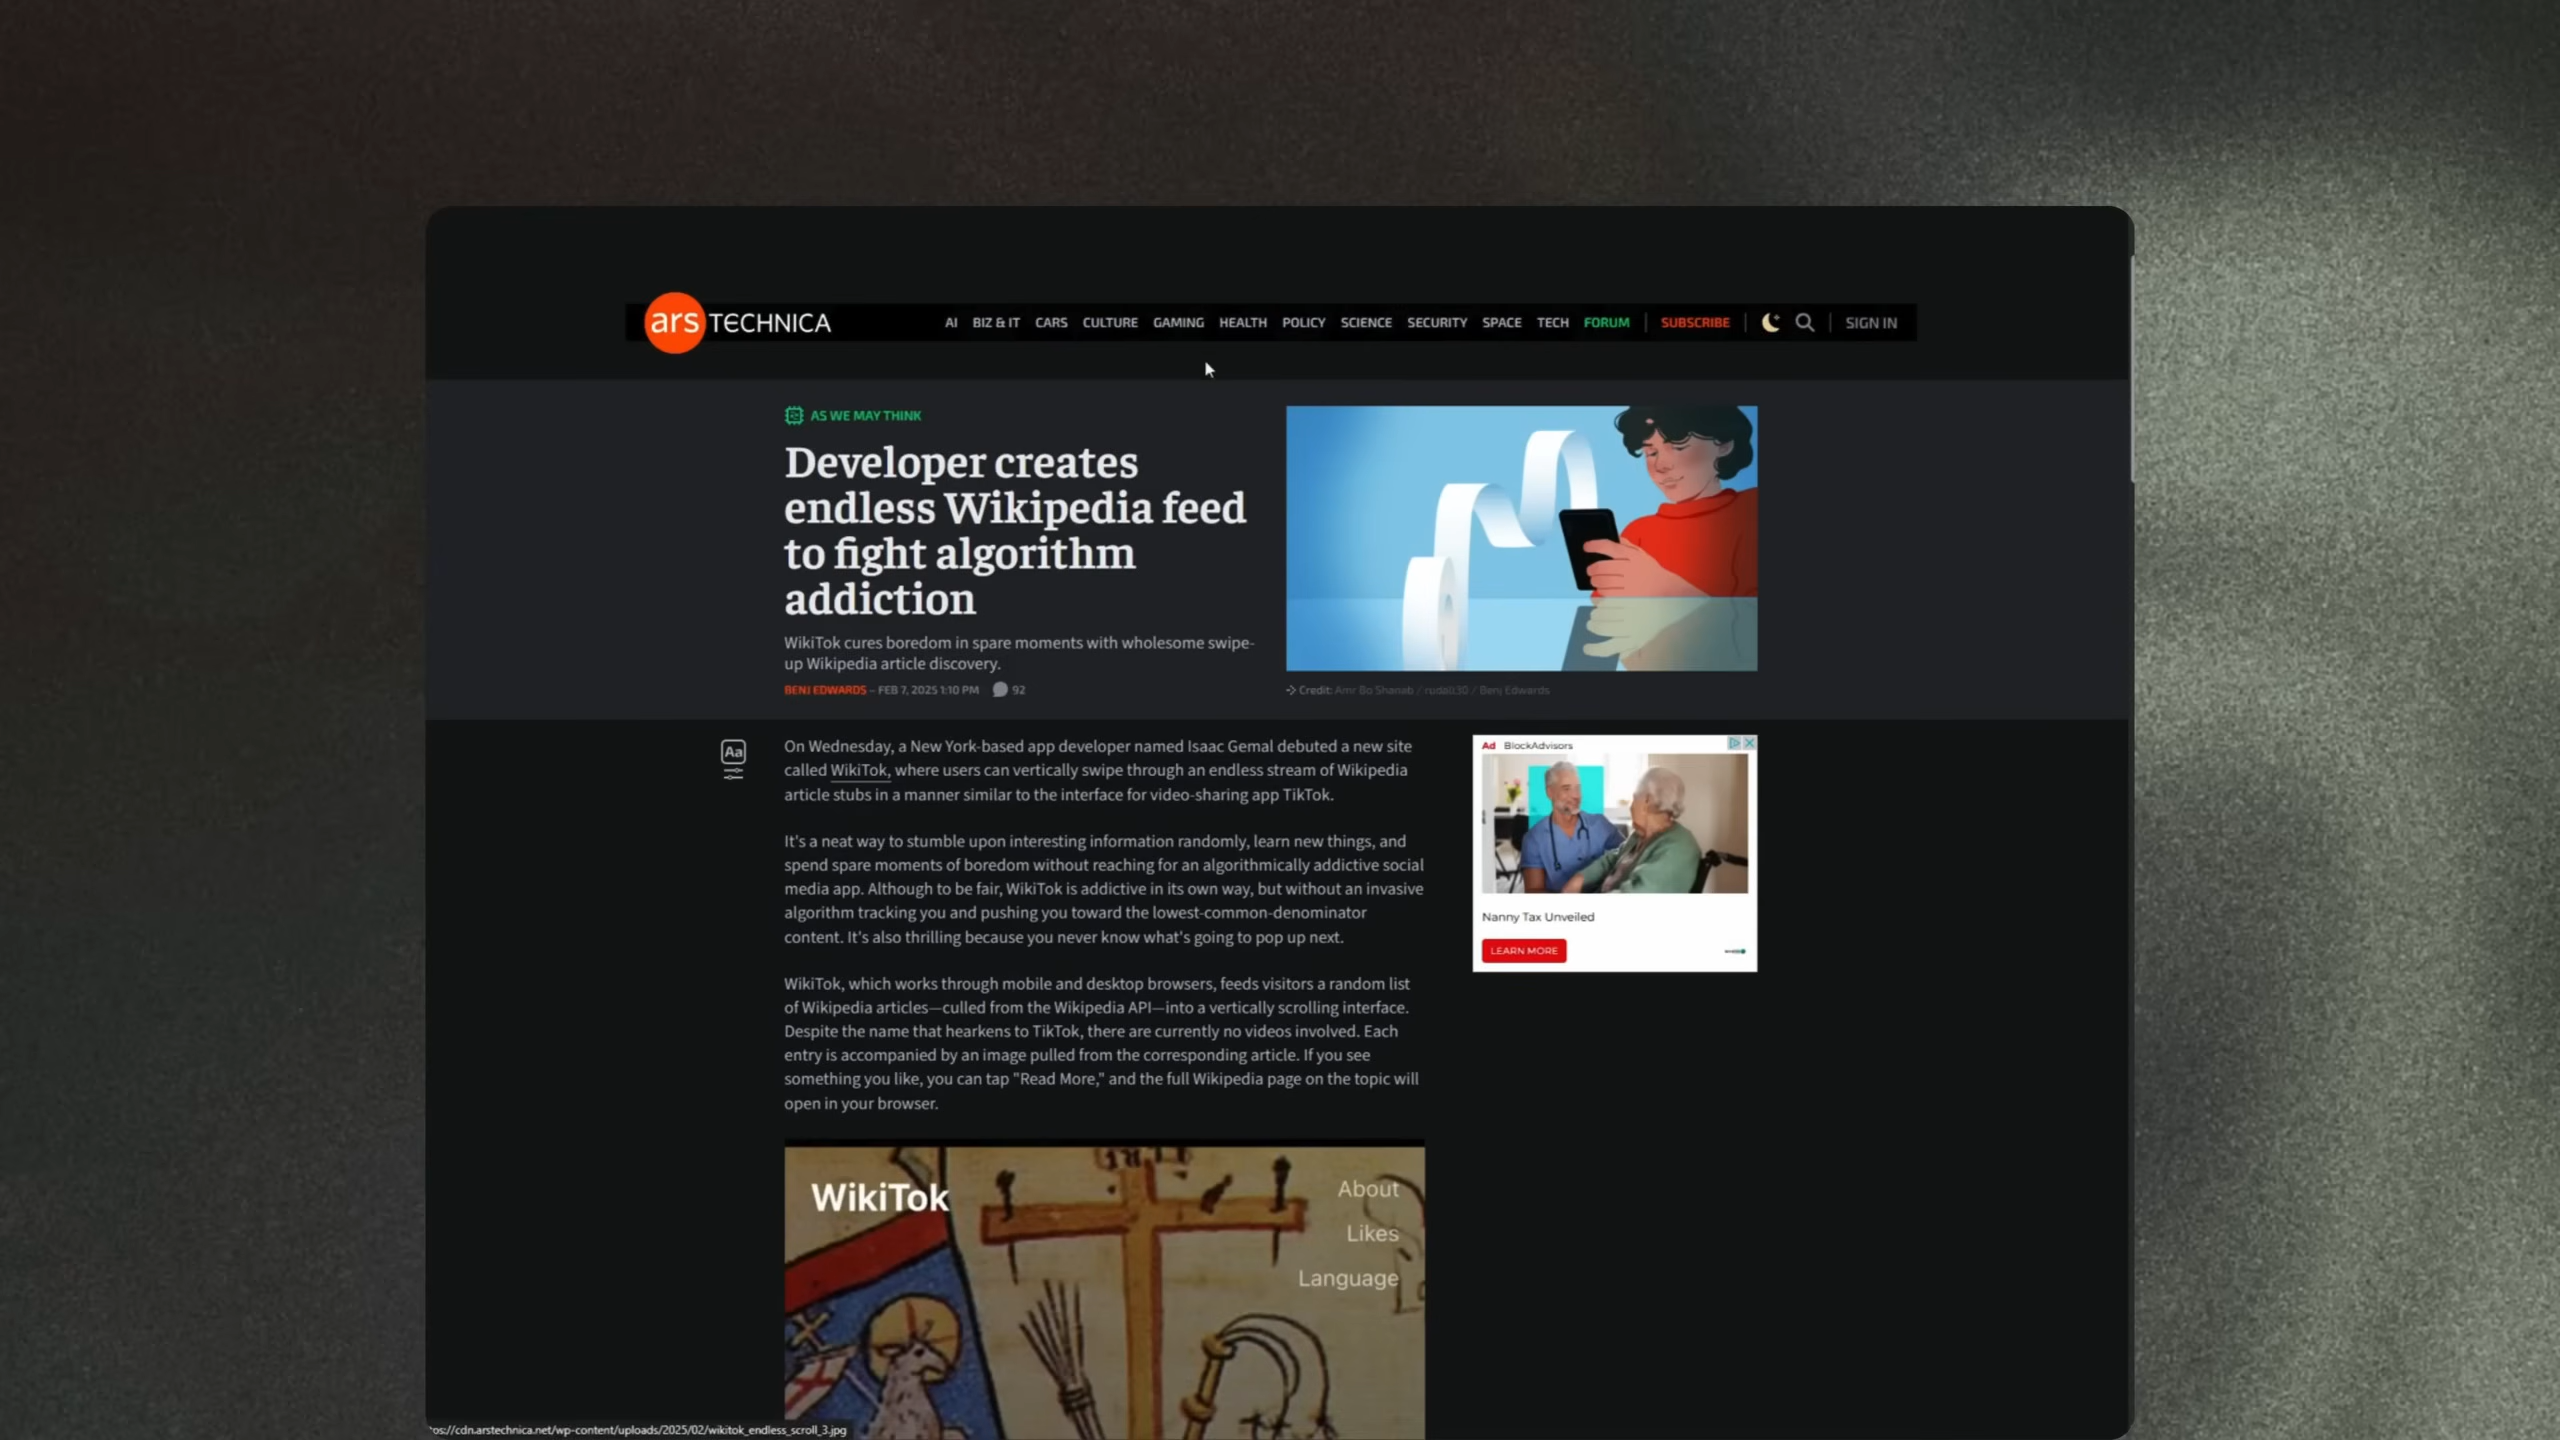 ars TECHNICA
AI BIZ & IT CARS CULTURE GAMING HEALTH POLICY SCIENCE SECURITY SPACE TECH FORUM SUBSCRIBE SIGN IN
AS WE MAY THINK
Developer creates
endless Wikipedia feed
to fight algorithm
addiction
WikiTok cures boredom in spare moments with wholesome swipe-
up Wikipedia article discovery.
BENJ EDWARDS – FEB 7, 2025 1:10 PM 92
Credit: Amr Bo Shanab / rudall30 / Benj Edwards
Aa
On Wednesday, a New York-based app developer named Isaac Gemal debuted a new site
called WikiTok, where users can vertically swipe through an endless stream of Wikipedia
article stubs in a manner similar to the interface for video-sharing app TikTok.
It's a neat way to stumble upon interesting information randomly, learn new things, and
spend spare moments of boredom without reaching for an algorithmically addictive social
media app. Although to be fair, WikiTok is addictive in its own way, but without an invasive
algorithm tracking you and pushing you toward the lowest-common-denominator
content. It's also thrilling because you never know what's going to pop up next.
WikiTok, which works through mobile and desktop browsers, feeds visitors a random list
of Wikipedia articles—culled from the Wikipedia API—into a vertically scrolling interface.
Despite the name that hearkens to TikTok, there are currently no videos involved. Each
entry is accompanied by an image pulled from the corresponding article. If you see
something you like, you can tap "Read More," and the full Wikipedia page on the topic will
open in your browser.
Ad BlockAdvisors
Nanny Tax Unveiled
LEARN MORE
WikiTok
About
Likes
Language
ps://cdn.arstechnica.net/wp-content/uploads/2025/02/wikitok_endless_scroll_3.jpg